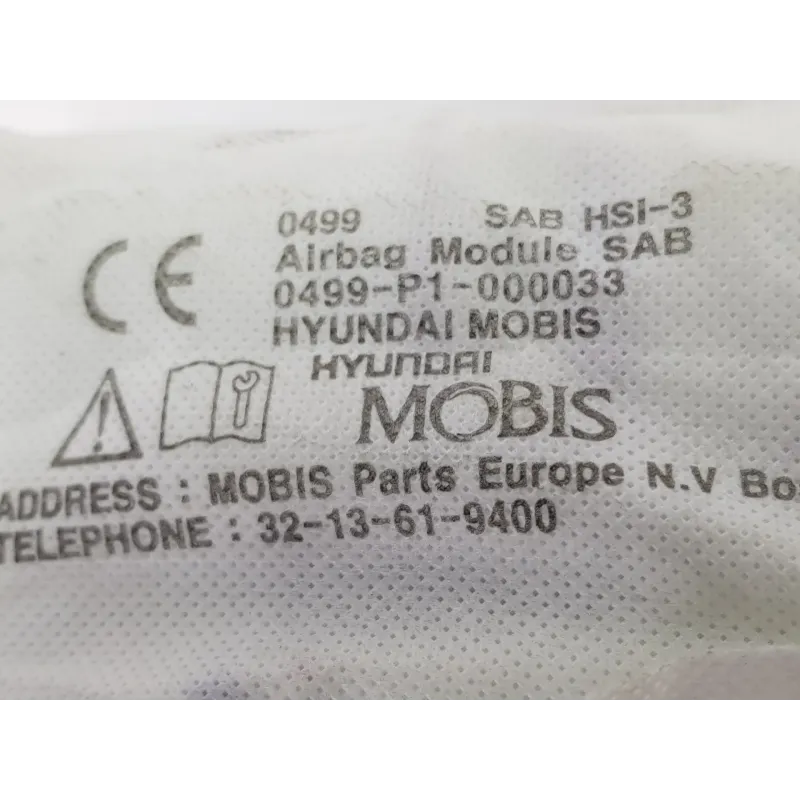 0499 SAB HSI-3
CE Airbag Module SAB
0499-P1-000033
HYUNDAI MOBIS
HYUNDAI
MOBIS
ADDRESS : MOBIS Parts Europe N.V Bo
TELEPHONE : 32-13-61-9400